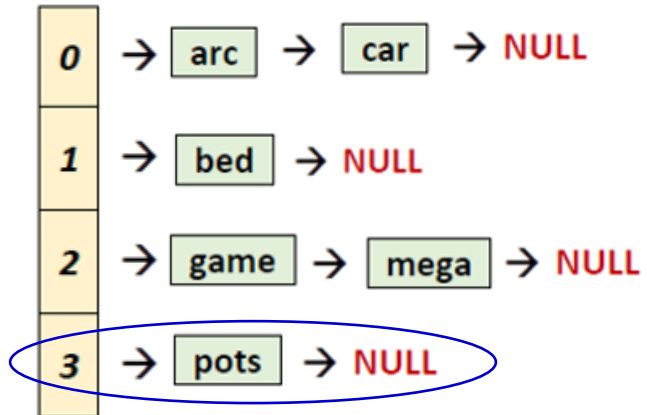 0 → arc → car → NULL
1 → bed → NULL
2 → game → mega → NULL
3 → pots → NULL